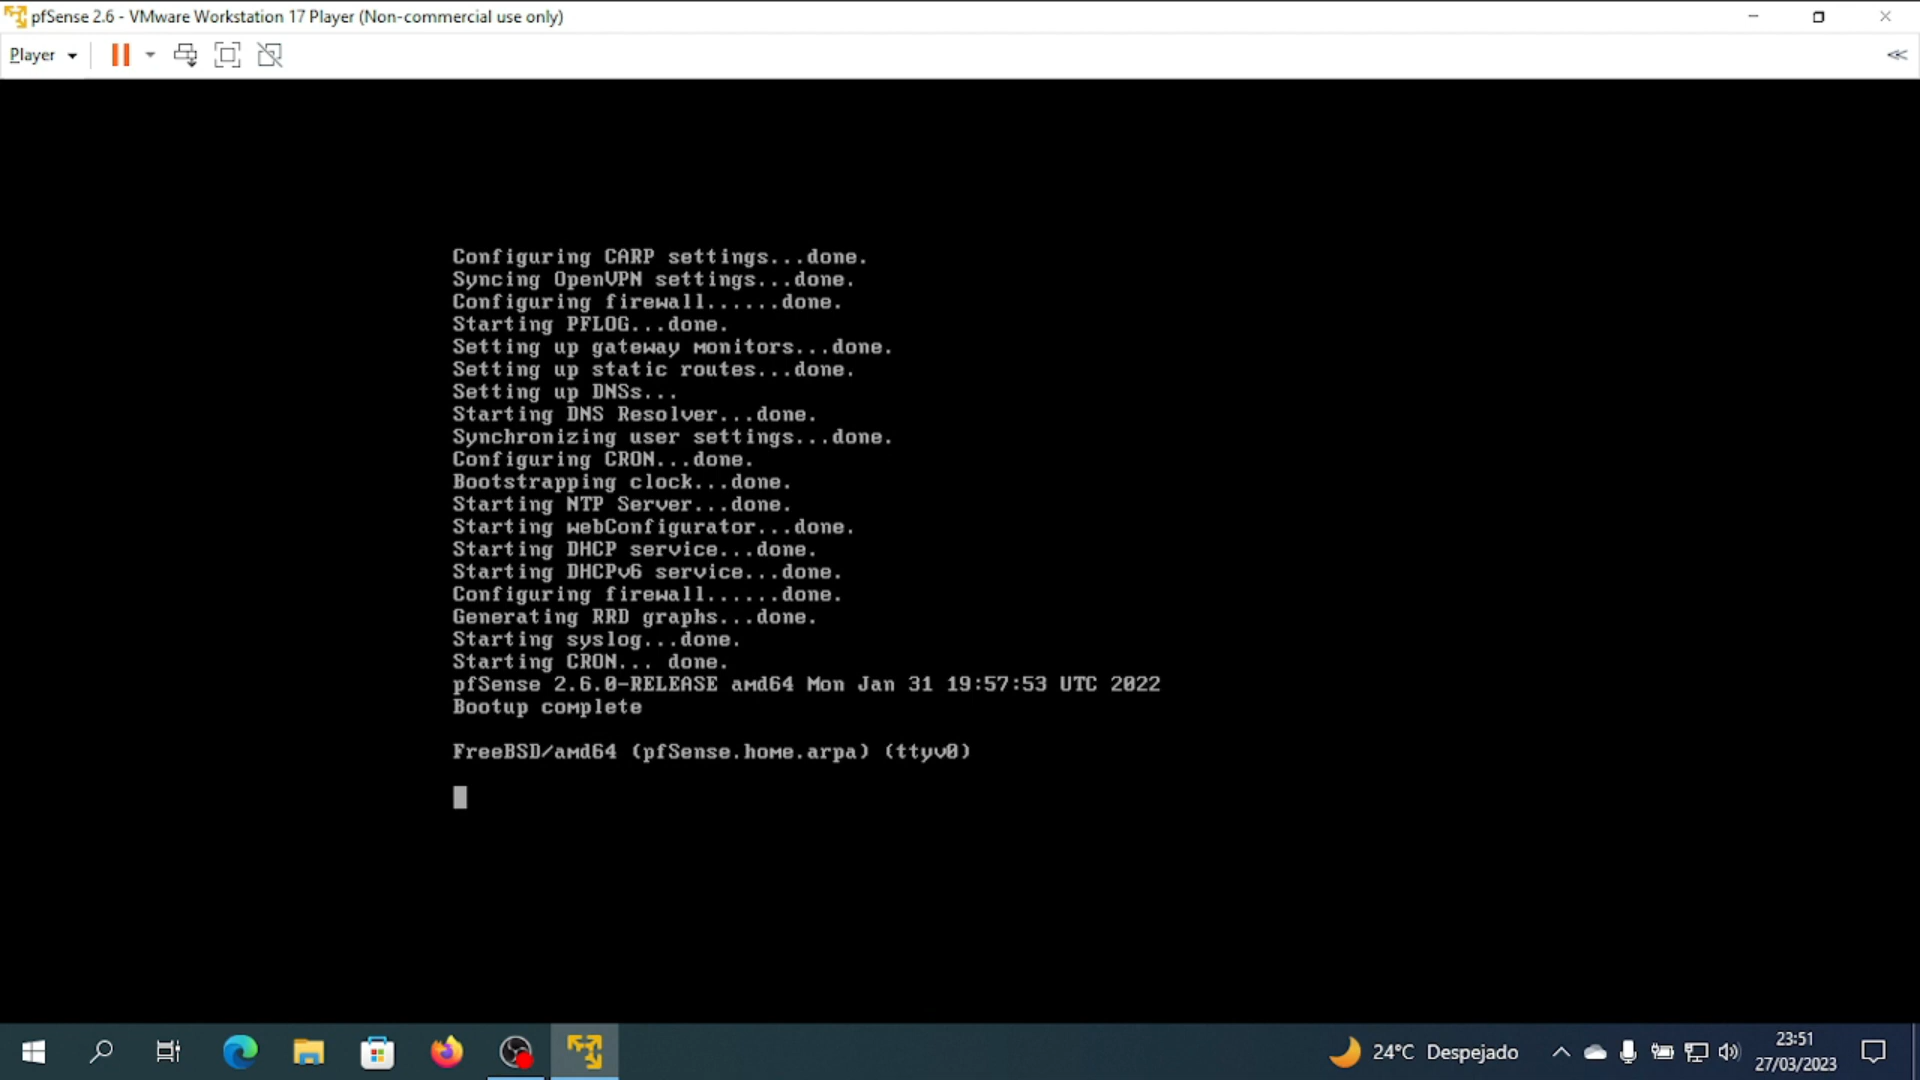 pfSense 2.6 - VMware Workstation 17 Player (Non-commercial use only)
Player
Configuring CARP settings...done.
Syncing OpenVPN settings...done.
Configuring firewall......done.
Starting PFLOG...done.
Setting up gateway monitors...done.
Setting up static routes...done.
Setting up DNSs...
Starting DNS Resolver...done.
Synchronizing user settings...done.
Configuring CRON...done.
Bootstrapping clock...done.
Starting NTP Server...done.
Starting webConfigurator...done.
Starting DHCP service...done.
Starting DHCPv6 service...done.
Configuring firewall......done.
Generating RRD graphs...done.
Starting syslog...done.
Starting CRON... done.
pfSense 2.6.0-RELEASE amd64 Mon Jan 31 19:57:53 UTC 2022
Bootup complete
FreeBSD/amd64 (pfSense.home.arpa) (ttyv0)
24°C Despejado
23:51
27/03/2023